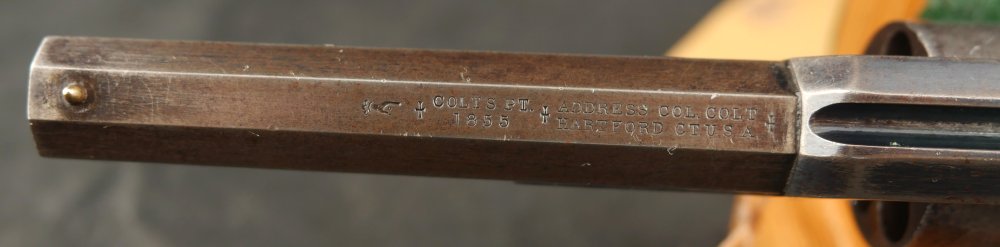 COLTS PT.
1855
ADDRESS COL. COLT
HARTFORD CT U.S.A.